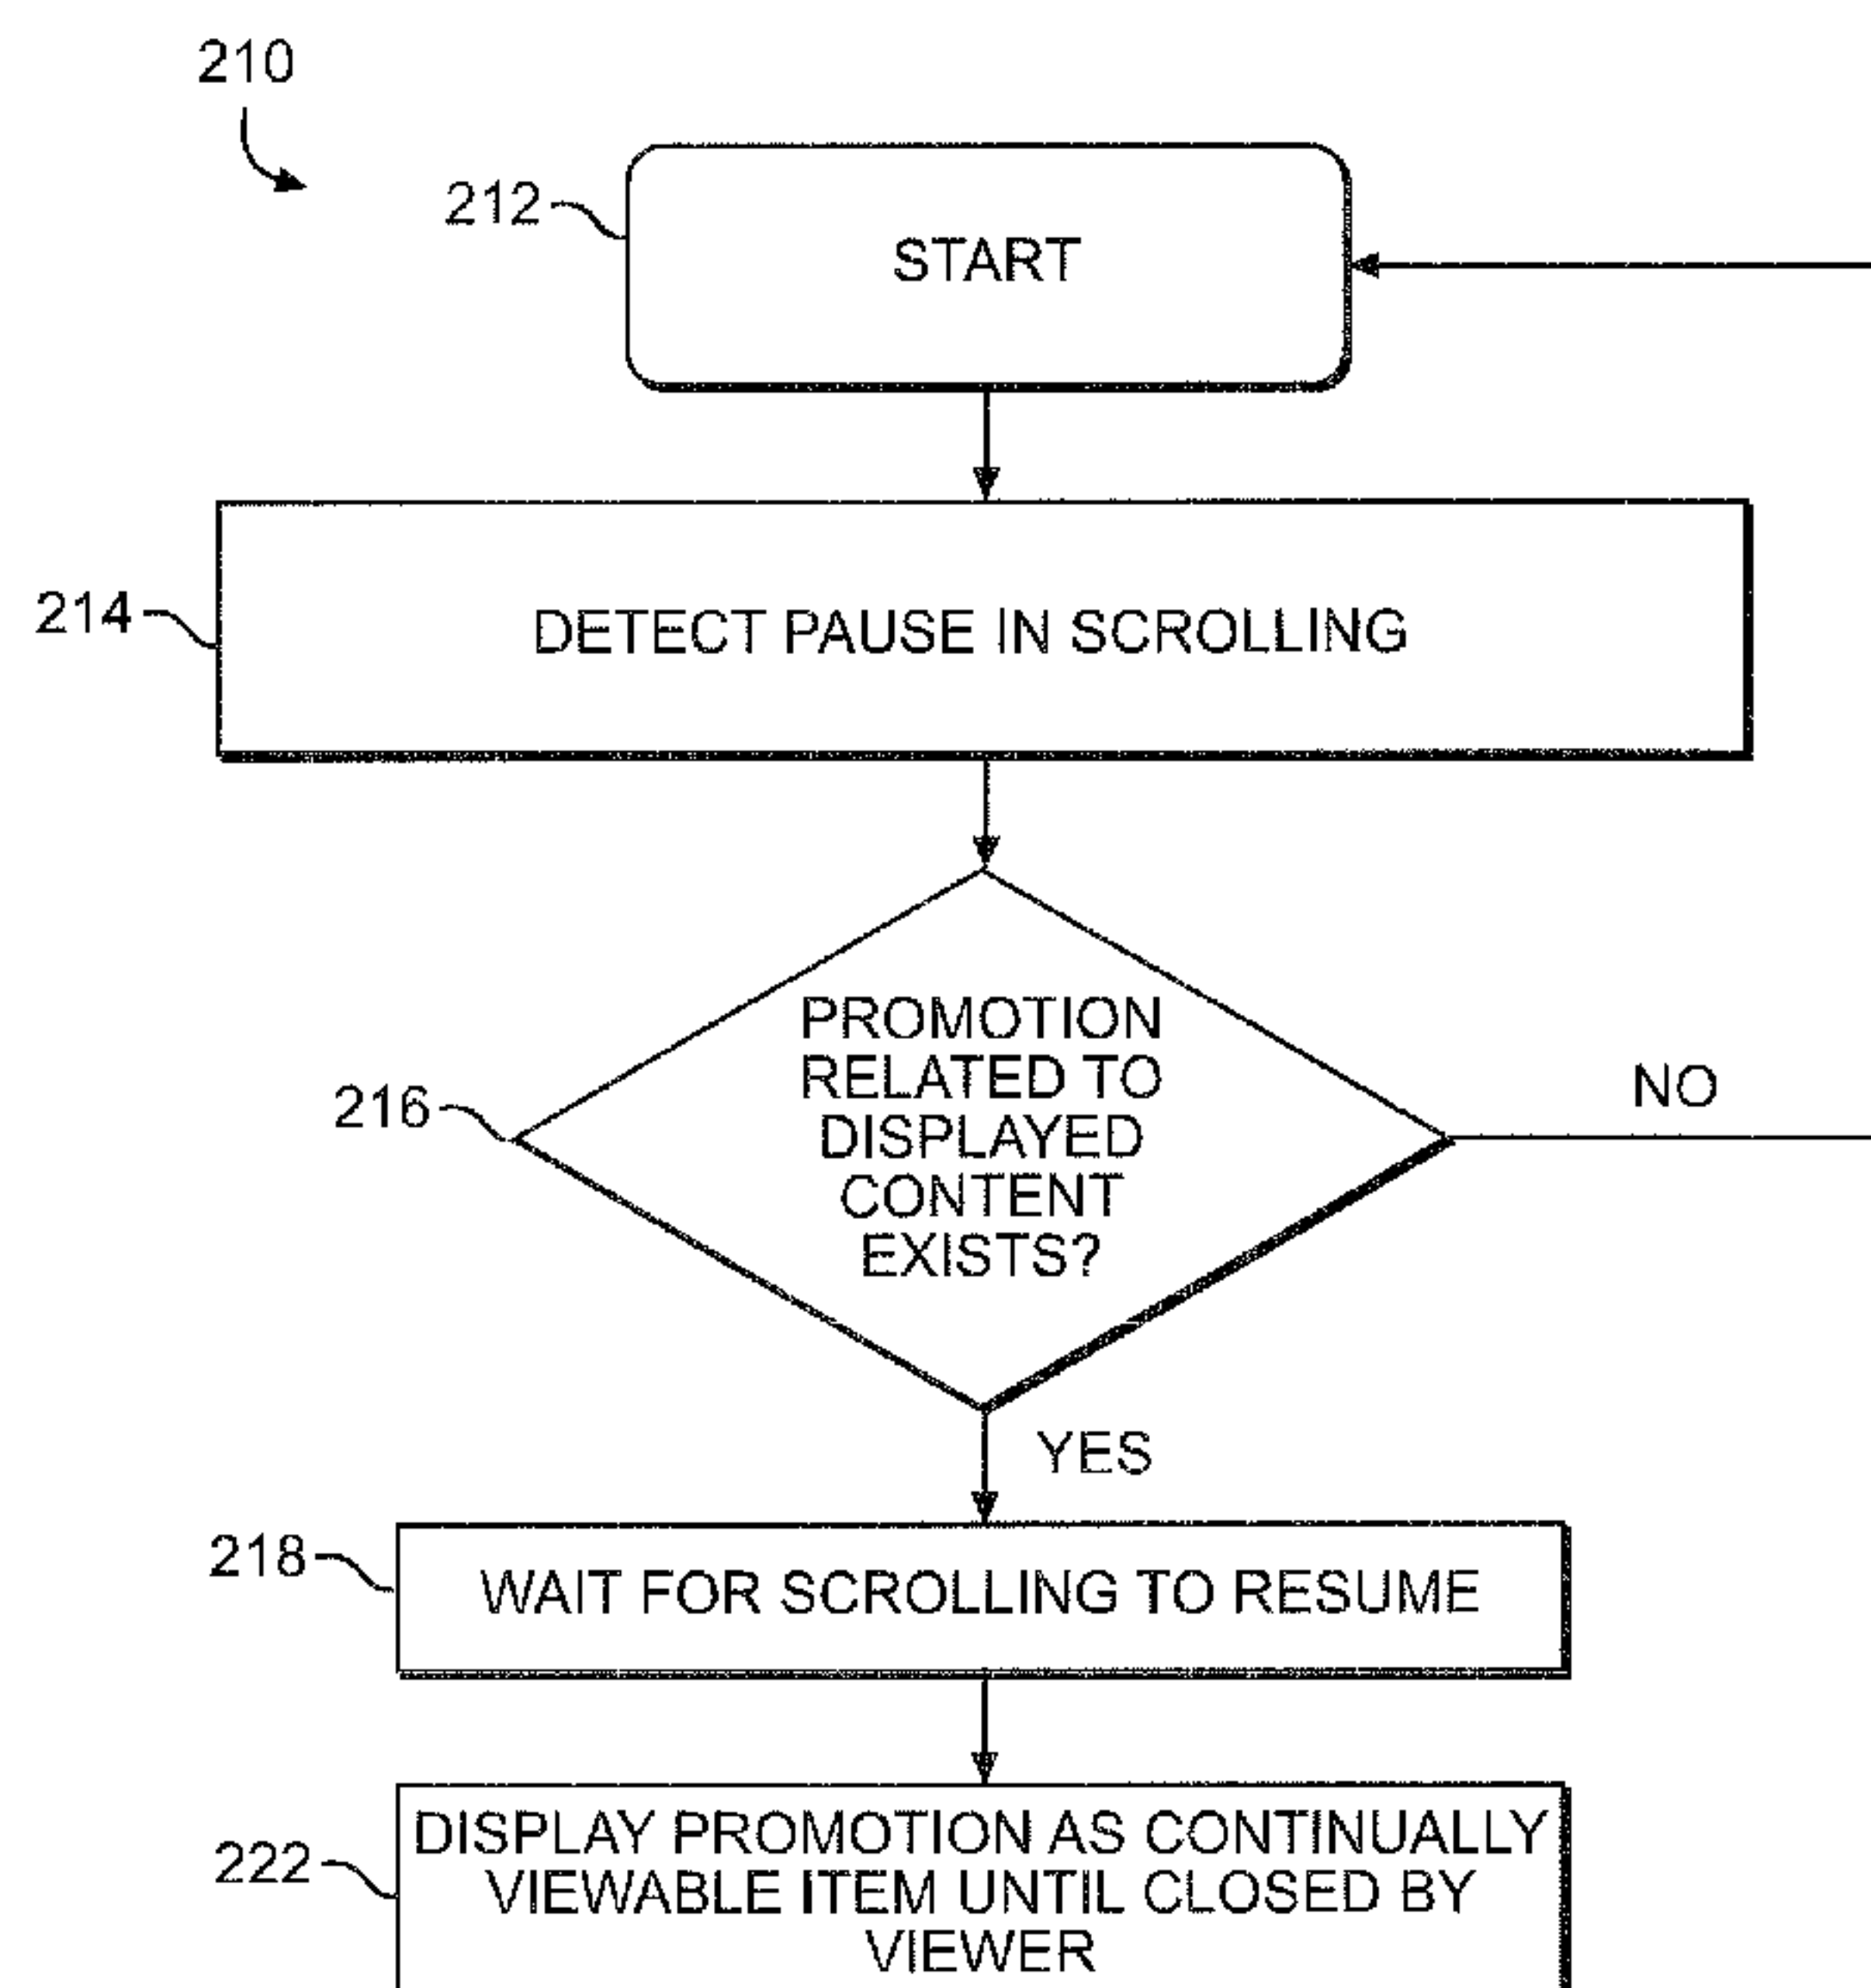 210
212
START
214
DETECT PAUSE IN SCROLLING
PROMOTION
RELATED TO
DISPLAYED
CONTENT
EXISTS?
216
NO
YES
218
WAIT FOR SCROLLING TO RESUME
222
DISPLAY PROMOTION AS CONTINUALLY
VIEWABLE ITEM UNTIL CLOSED BY
VIEWER